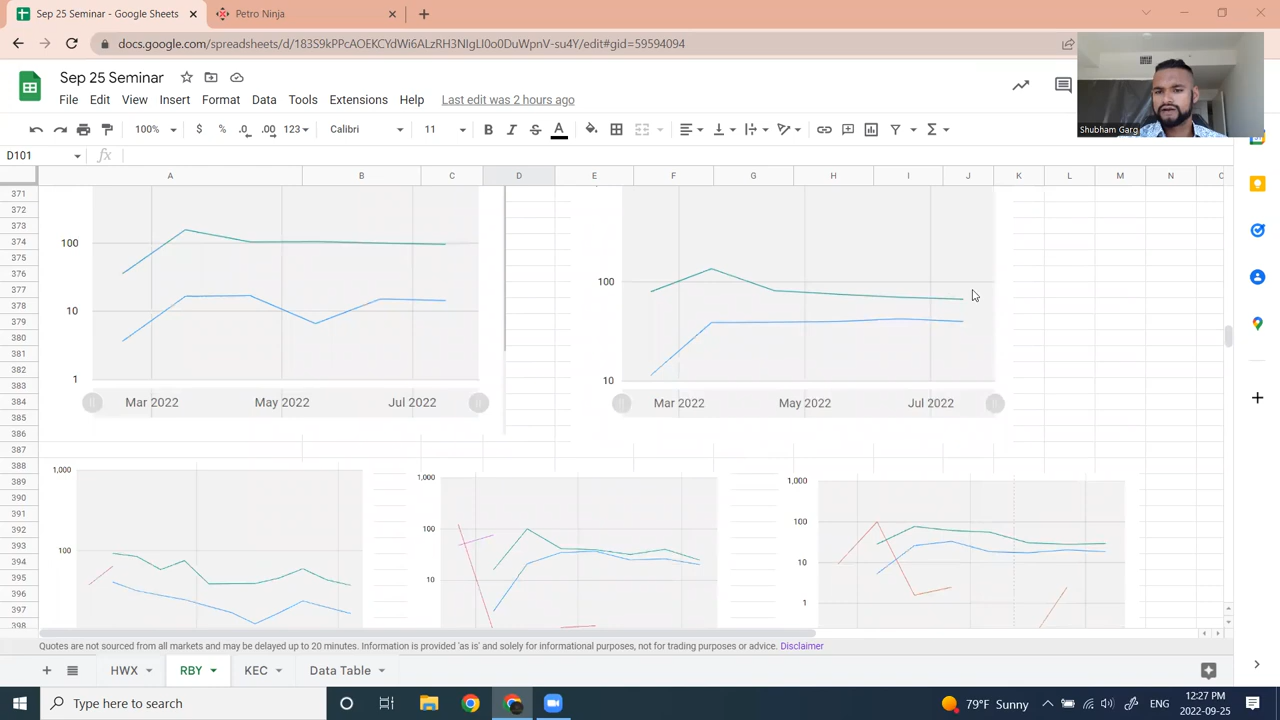 Sep 25 Seminar - Google Sheets
Petro Ninja
docs.google.com/spreadsheets/d/183S9kPPcAOEKCYdWi6ALzRH3NIgLI0o0DuWpnV-su4Y/edit#gid=59594094
Sep 25 Seminar
File Edit View Insert Format Data Tools Extensions Help Last edit was 2 hours ago
100% $ % .0 .00 123 Calibri 11 B I S A
Shubham Garg
D101 fx
A B C D E F G H I J K L M N
371
372
373
374
375
376
377
378
379
380
381
382
383
384
385
386
387
388
389
390
391
392
393
394
395
396
397
398
100
10
1
Mar 2022 May 2022 Jul 2022
100
10
Mar 2022 May 2022 Jul 2022
1,000
100
1,000
100
10
1,000
100
10
1
Quotes are not sourced from all markets and may be delayed up to 20 minutes. Information is provided 'as is' and solely for informational purposes, not for trading purposes or advice. Disclaimer
HWX RBY KEC Data Table
Type here to search
79°F Sunny
ENG
12:27 PM
2022-09-25